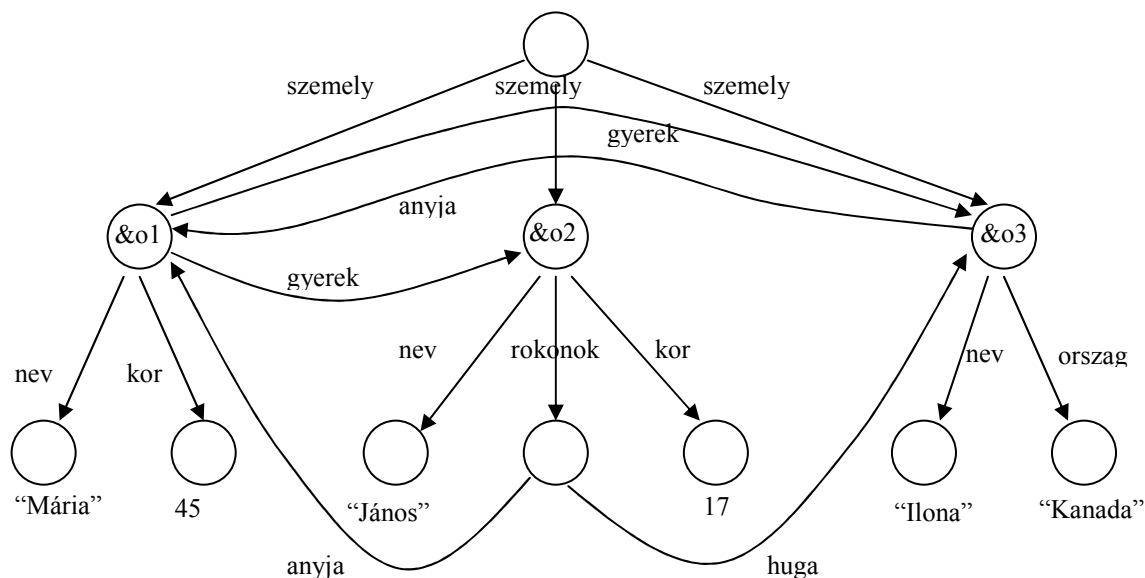 szemely szemely szemely
gyerek
anyja
&o1 &o2 &o3
gyerek
nev kor nev rokonok kor nev orszag
“Mária” 45 “János” 17 “Ilona” “Kanada”
anyja huga